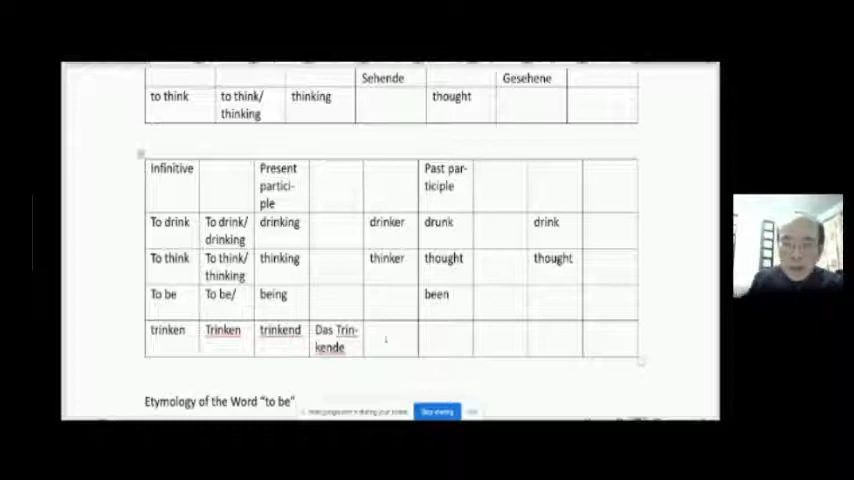 Sehende Gesehene
to think to think/ thinking thought
thinking
Infinitive Present Past par-
partici- ticiple
ple
To drink To drink/ drinking drinker drunk drink
drinking
To think To think/ thinking thinker thought thought
thinking
To be To be/ being been
trinken Trinken trinkend Das Trin-
kende
Etymology of the Word "to be"
Stop sharing